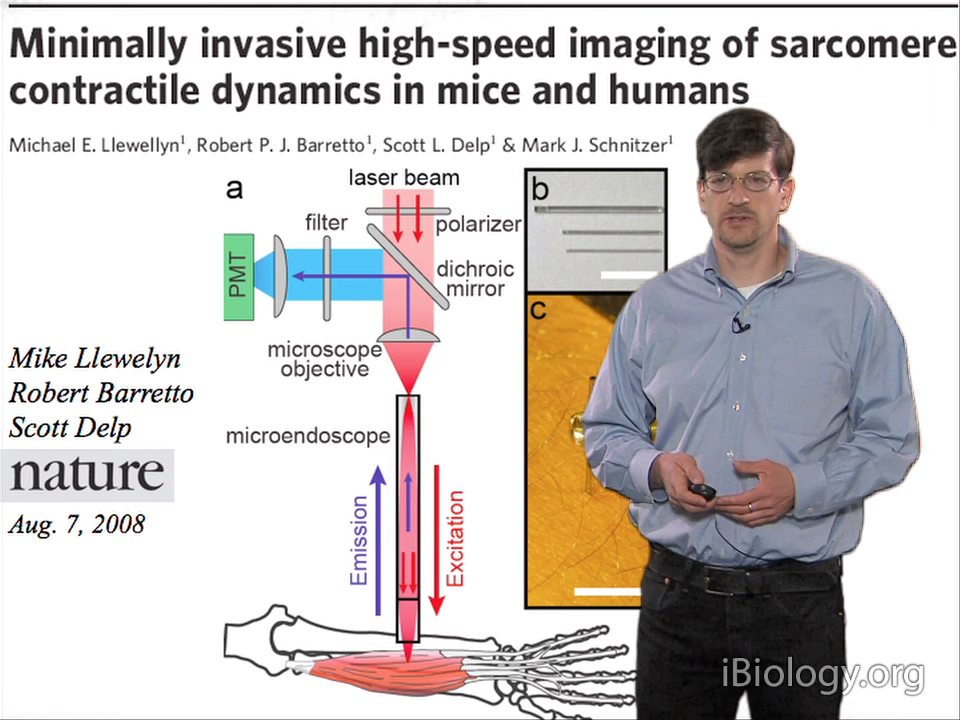 Minimally invasive high-speed imaging of sarcomere
contractile dynamics in mice and humans
Michael E. Llewellyn¹, Robert P. J. Barretto¹, Scott L. Delp¹ & Mark J. Schnitzer¹
a
laser beam
filter
polarizer
PMT
dichroic
mirror
microscope
objective
microendoscope
Emission
Excitation
b
c
Mike Llewelyn
Robert Barretto
Scott Delp
nature
Aug. 7, 2008
iBiology.org